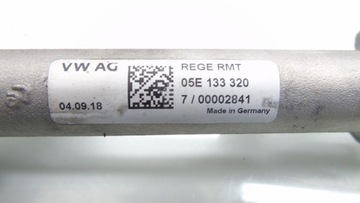 VW AG
REGE RMT
05E 133 320
04.09.18
7 / 00002841
Made in Germany